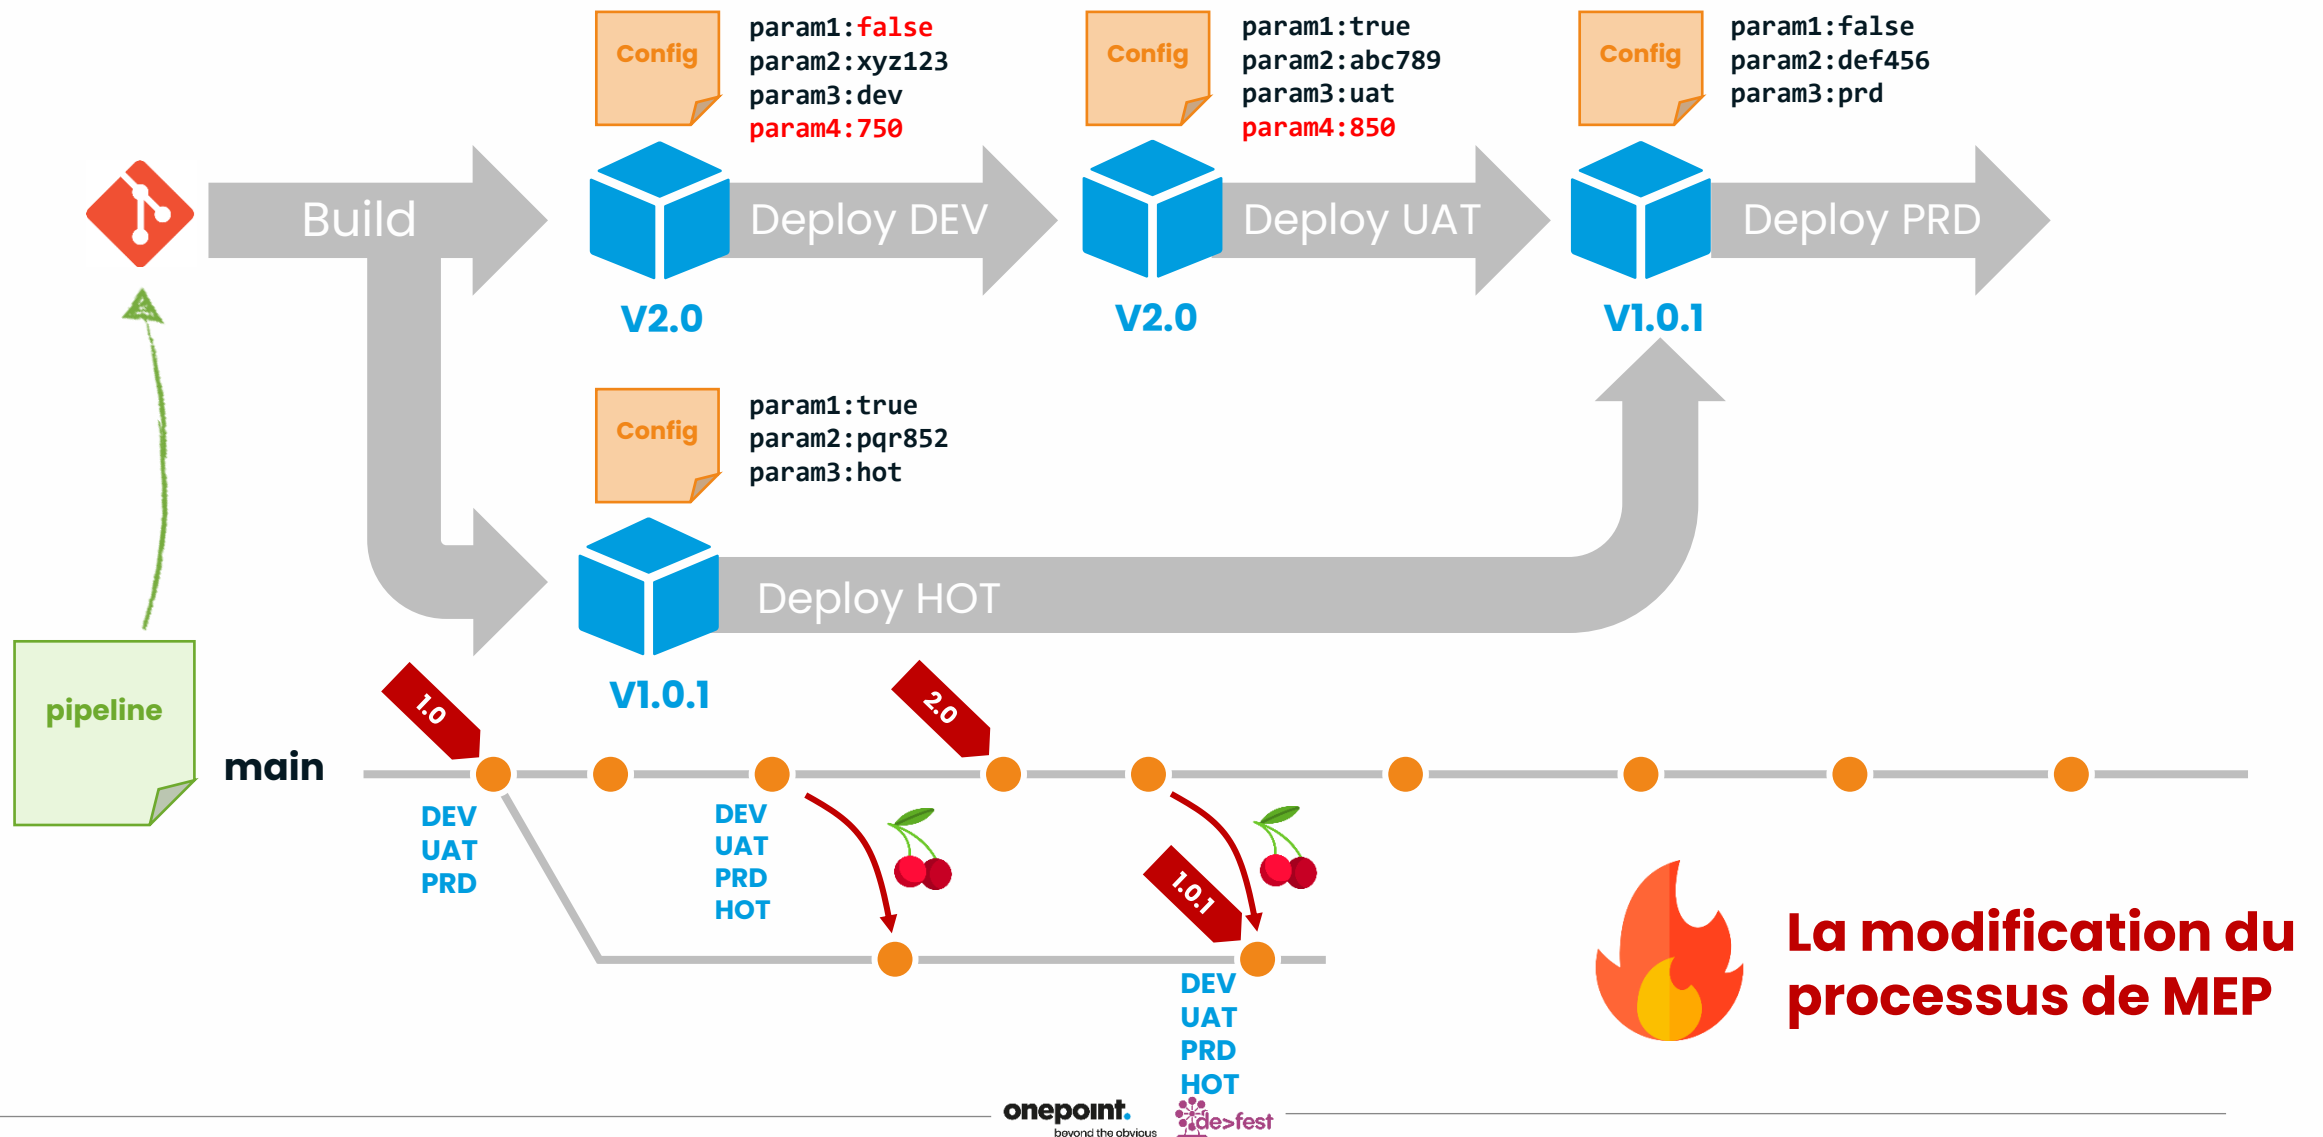 Config
param1:false
param2:xyz123
param3:dev
param4:750
Config
param1:true
param2:abc789
param3:uat
param4:850
Config
param1:false
param2:def456
param3:prd
Build
Deploy DEV
Deploy UAT
Deploy PRD
V2.0
V2.0
V1.0.1
Config
param1:true
param2:pqr852
param3:hot
Deploy HOT
V1.0.1
pipeline
main
1.0
2.0
DEV
UAT
PRD
DEV
UAT
PRD
HOT
1.0.1
DEV
UAT
PRD
HOT
La modification du
processus de MEP
onepoint.
beyond the obvious
de>fest